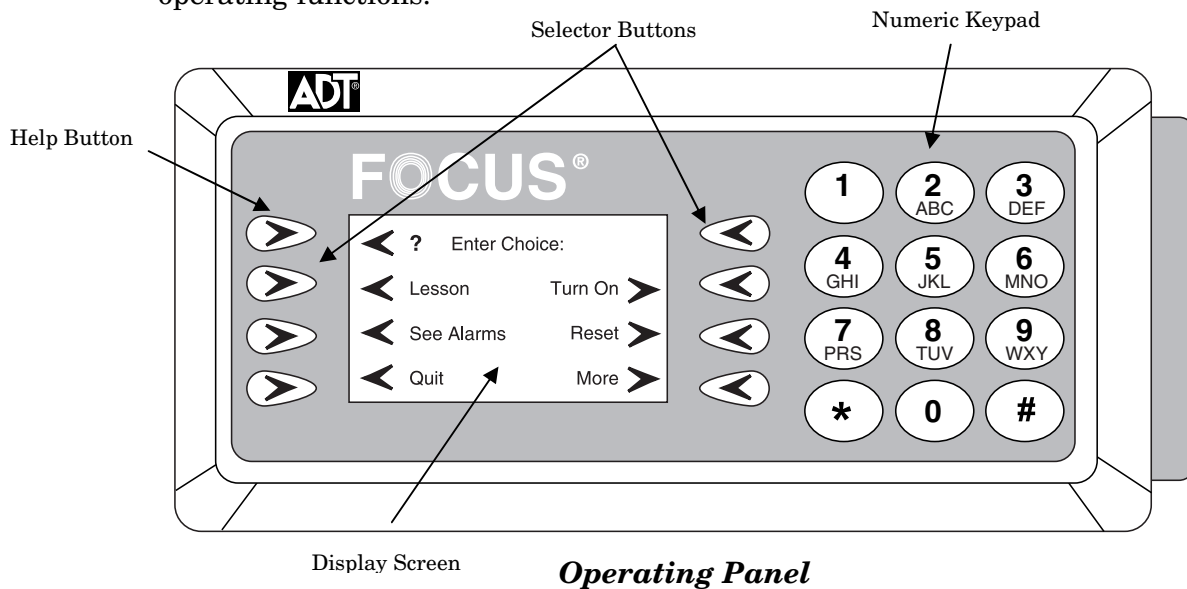 operating functions.
Selector Buttons
Numeric Keypad
ADT®
Help Button
FOCUS®
1
2
ABC
3
DEF
? Enter Choice:
4
GHI
5
JKL
6
MNO
Lesson Turn On
See Alarms Reset
7
PRS
8
TUV
9
WXY
Quit More
*
0
#
Display Screen
Operating Panel